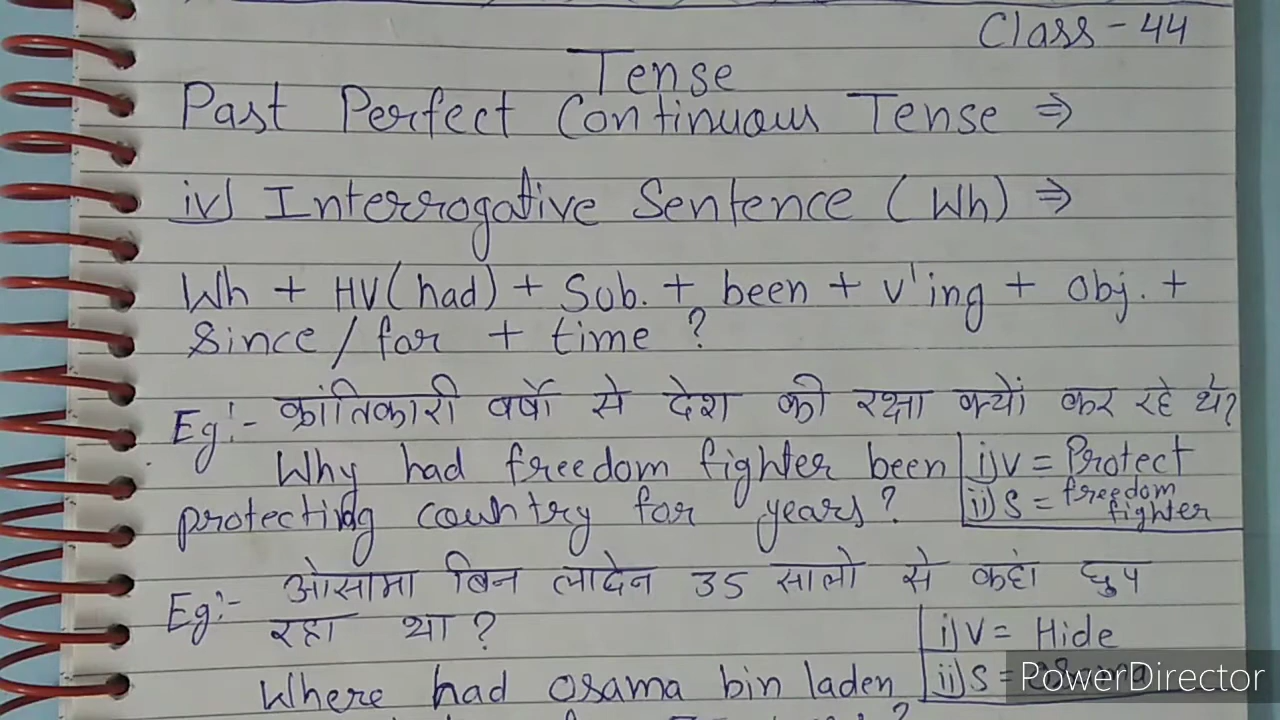 Class - 44
Tense
Past Perfect Continuous Tense ⇒
iv) Interrogative Sentence (Wh) ⇒
Wh + HV(had) + Sub. + been + v'ing + Obj. +
Since / for + time ?
Eg:- क्रांतिकारी वर्षो से देश की रक्षा क्यों कर रहे थे?
Why had freedom fighter been
i) V = Protect
protecting country for years?
ii) S = freedom fighter
Eg:- ओसामा बिन लादेन 35 सालो से कहां छुप
रहा था ?
i) V = Hide
Where had osama bin laden
ii) S = Osama
PowerDirector